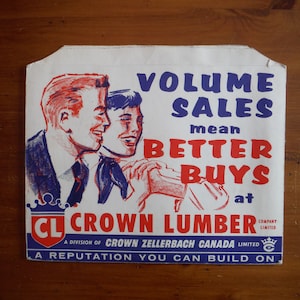 VOLUME
SALES
mean
BETTER
BUYS
at
CL CROWN LUMBER COMPANY LIMITED
A DIVISION OF CROWN ZELLERBACH CANADA LIMITED
A REPUTATION YOU CAN BUILD ON